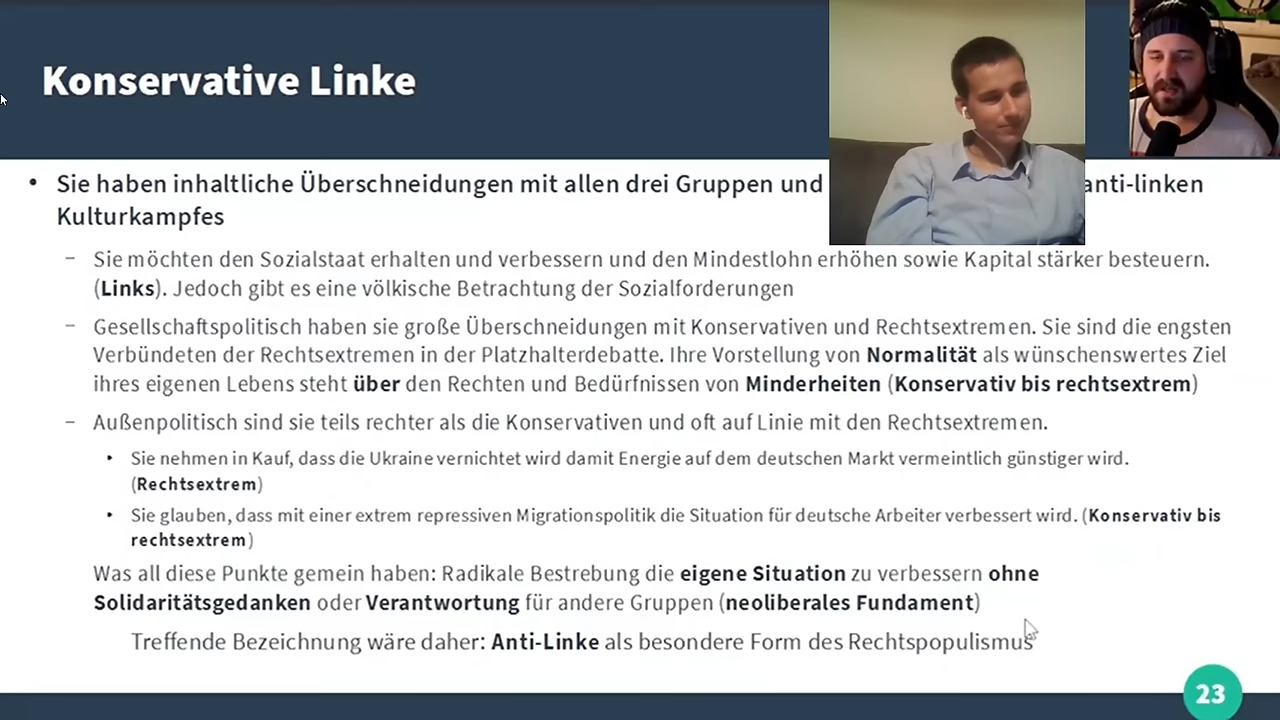 Konservative Linke
• Sie haben inhaltliche Überschneidungen mit allen drei Gruppen und anti-linken
Kulturkampfes
– Sie möchten den Sozialstaat erhalten und verbessern und den Mindestlohn erhöhen sowie Kapital stärker besteuern.
(Links). Jedoch gibt es eine völkische Betrachtung der Sozialforderungen
– Gesellschaftspolitisch haben sie große Überschneidungen mit Konservativen und Rechtsextremen. Sie sind die engsten
Verbündeten der Rechtsextremen in der Platzhalterdebatte. Ihre Vorstellung von Normalität als wünschenswertes Ziel
ihres eigenen Lebens steht über den Rechten und Bedürfnissen von Minderheiten (Konservativ bis rechtsextrem)
– Außenpolitisch sind sie teils rechter als die Konservativen und oft auf Linie mit den Rechtsextremen.
• Sie nehmen in Kauf, dass die Ukraine vernichtet wird damit Energie auf dem deutschen Markt vermeintlich günstiger wird.
(Rechtsextrem)
• Sie glauben, dass mit einer extrem repressiven Migrationspolitik die Situation für deutsche Arbeiter verbessert wird. (Konservativ bis
rechtsextrem)
Was all diese Punkte gemein haben: Radikale Bestrebung die eigene Situation zu verbessern ohne
Solidaritätsgedanken oder Verantwortung für andere Gruppen (neoliberales Fundament)
Treffende Bezeichnung wäre daher: Anti-Linke als besondere Form des Rechtspopulismus
23